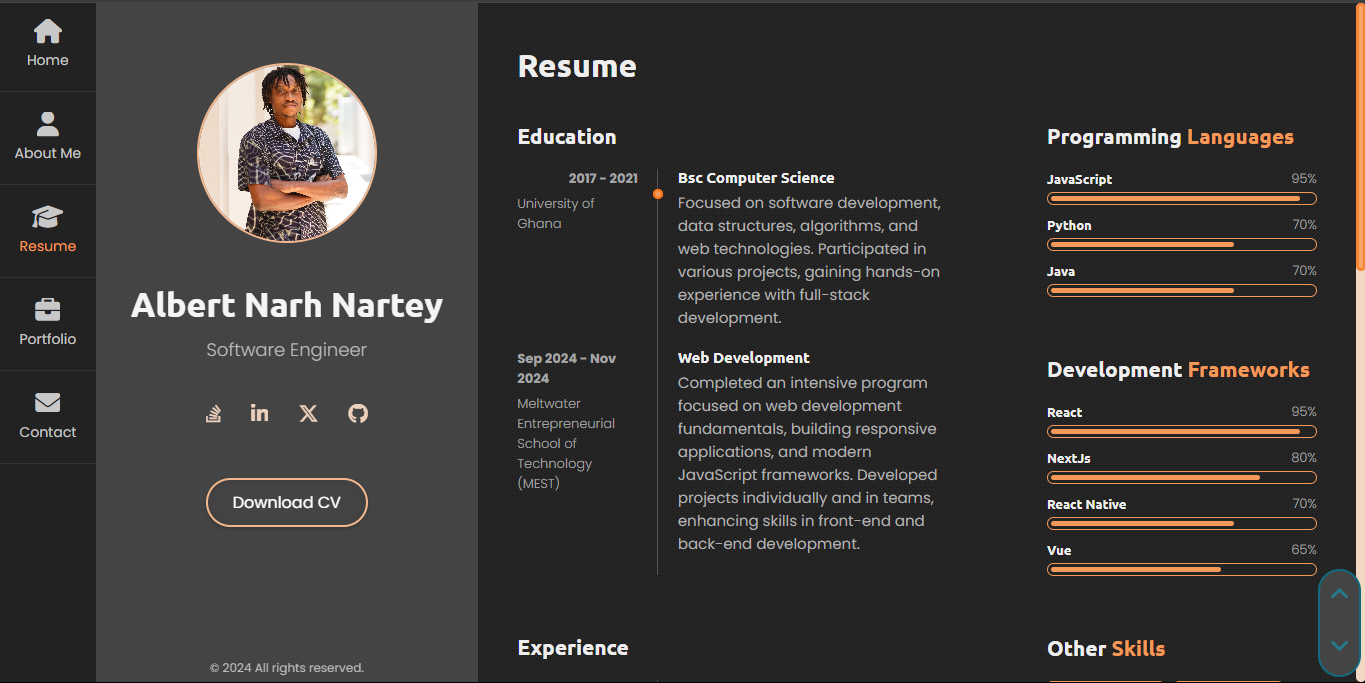 Home
About Me
Resume
Portfolio
Contact
Albert Narh Nartey
Software Engineer
Download CV
© 2024 All rights reserved.
Resume
Education
2017 - 2021
University of
Ghana
Bsc Computer Science
Focused on software development,
data structures, algorithms, and
web technologies. Participated in
various projects, gaining hands-on
experience with full-stack
development.
Sep 2024 - Nov
2024
Meltwater
Entrepreneurial
School of
Technology
(MEST)
Web Development
Completed an intensive program
focused on web development
fundamentals, building responsive
applications, and modern
JavaScript frameworks. Developed
projects individually and in teams,
enhancing skills in front-end and
back-end development.
Experience
Programming Languages
JavaScript 95%
Python 70%
Java 70%
Development Frameworks
React 95%
NextJs 80%
React Native 70%
Vue 65%
Other Skills